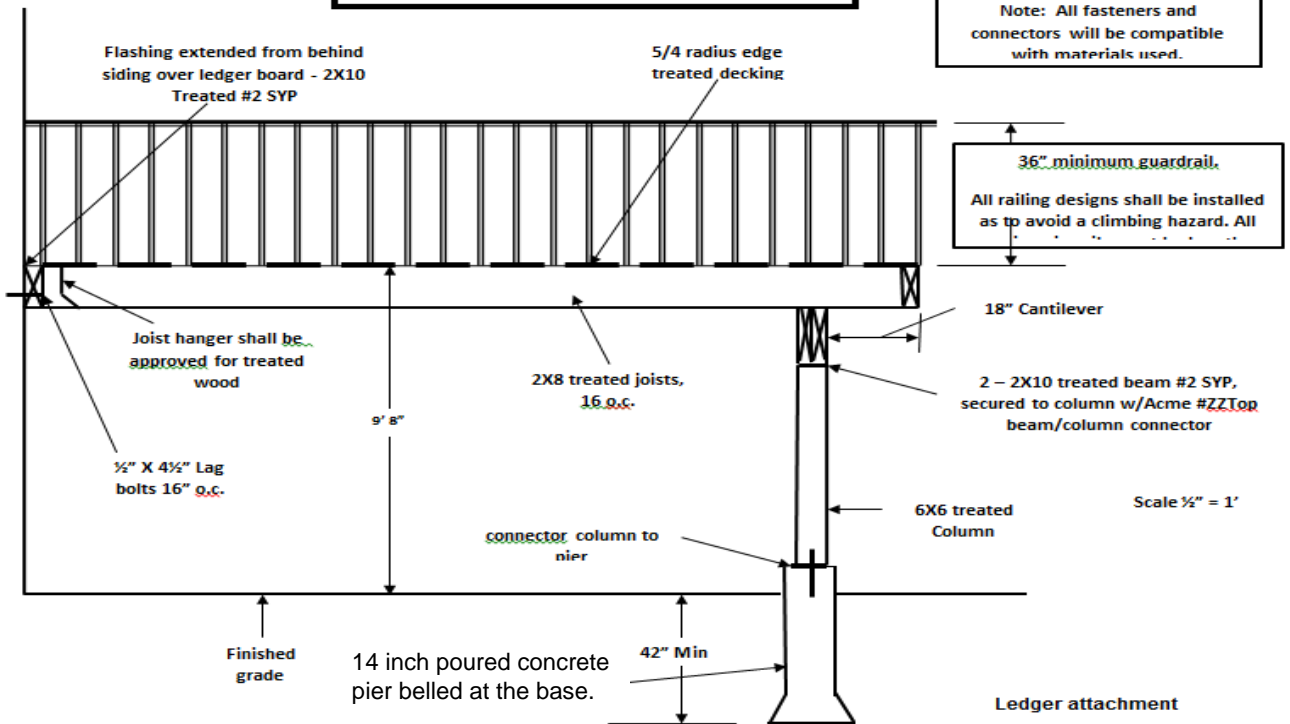 Note: All fasteners and
connectors will be compatible
with materials used.
Flashing extended from behind
siding over ledger board - 2X10
Treated #2 SYP
5/4 radius edge
treated decking
36" minimum guardrail.
All railing designs shall be installed
as to avoid a climbing hazard. All
Joist hanger shall be
approved for treated
wood
2X8 treated joists,
16 o.c.
18" Cantilever
2 – 2X10 treated beam #2 SYP,
secured to column w/Acme #ZZTop
beam/column connector
9' 8"
½" X 4½" Lag
bolts 16" o.c.
Scale ½" = 1'
6X6 treated
Column
connector column to
pier
Finished
grade
14 inch poured concrete
pier belled at the base.
42" Min
Ledger attachment